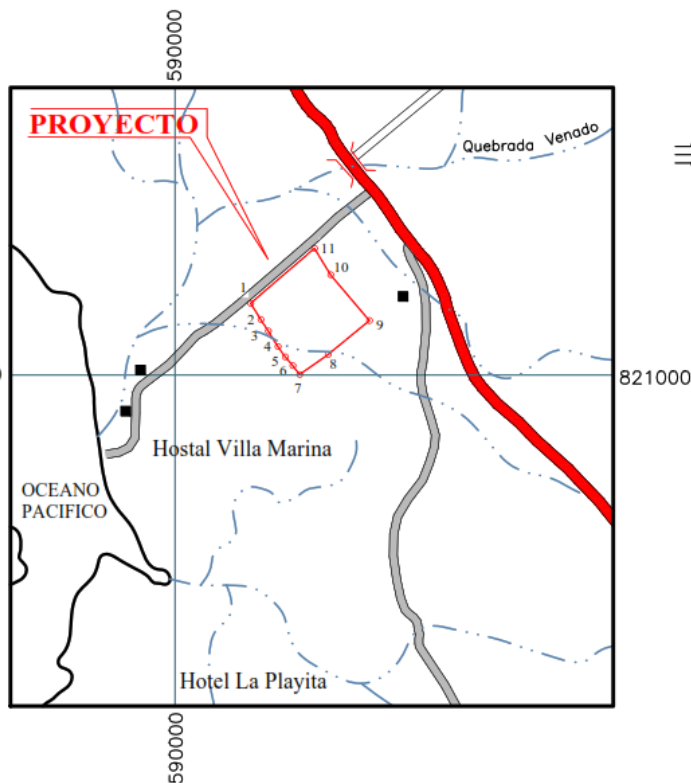 590000
PROYECTO
Quebrada Venado
11
10
1
2
3
9
4
5
8
6
7
821000
Hostal Villa Marina
OCEANO
PACIFICO
Hotel La Playita
590000